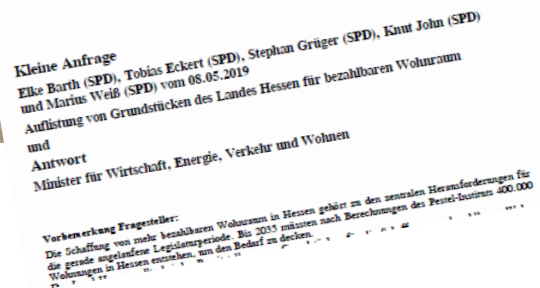 Kleine Anfrage
Elke Barth (SPD), Tobias Eckert (SPD), Stephan Grüger (SPD), Knut John (SPD)
und Marius Weiß (SPD) vom 08.05.2019
Auflistung von Grundstücken des Landes Hessen für bezahlbaren Wohnraum
und
Antwort
Minister für Wirtschaft, Energie, Verkehr und Wohnen
Vorbemerkung Fragesteller:
Die Schaffung von mehr bezahlbaren Wohnraum in Hessen gehört zu den zentralen Herausforderungen für
die gerade angelaufene Legislaturperiode. Bis 2035 müssten nach Berechnungen des Pestel-Instituts 400.000
Wohnungen in Hessen entstehen, um den Bedarf zu decken.